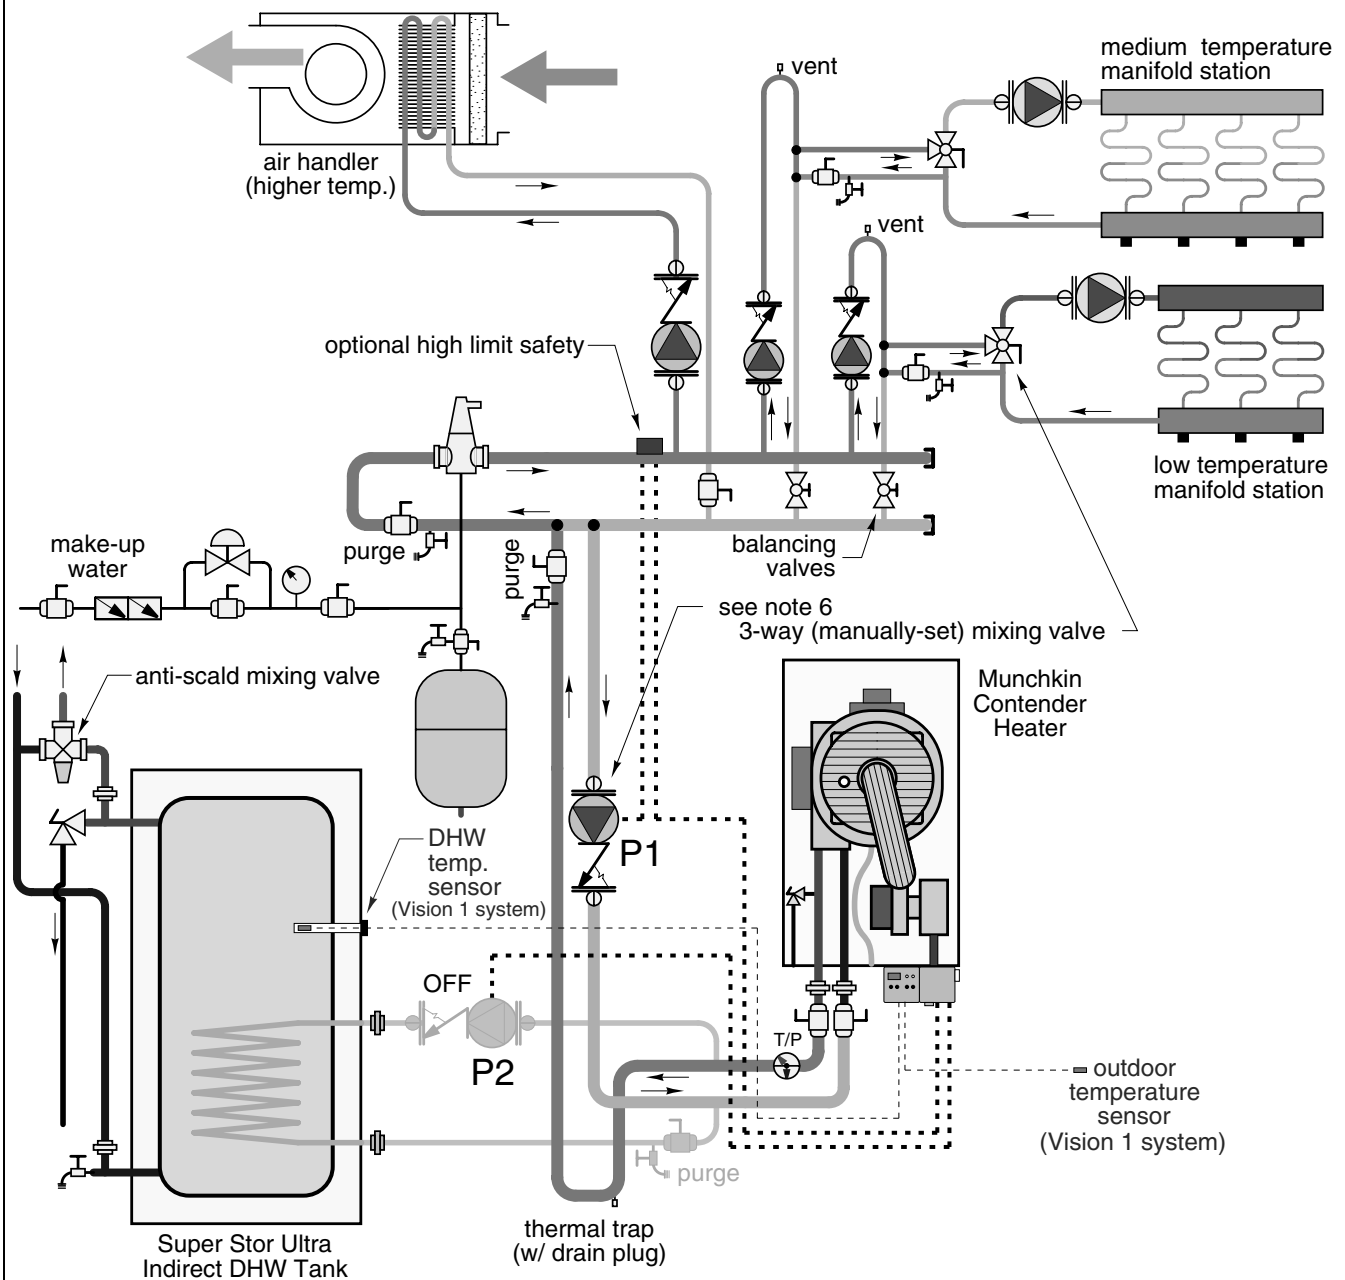 medium temperature
manifold station
vent
air handler
(higher temp.)
vent
optional high limit safety
low temperature
manifold station
make-up
water
purge
purge
balancing
valves
see note 6
3-way (manually-set) mixing valve
anti-scald mixing valve
Munchkin
Contender
Heater
DHW
temp.
sensor
(Vision 1 system)
P1
OFF
P2
T/P
outdoor
temperature
sensor
(Vision 1 system)
purge
thermal trap
(w/ drain plug)
Super Stor Ultra
Indirect DHW Tank